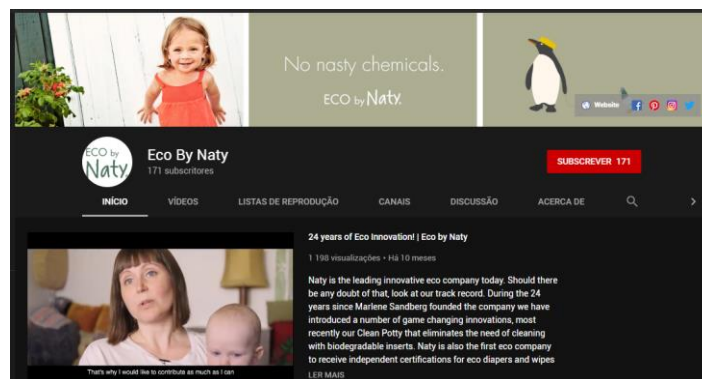 No nasty chemicals.
ECO by Naty
Website
ECO by
Naty
Eco By Naty
171 subscritores
SUBSCREVER 171
INÍCIO VÍDEOS LISTAS DE REPRODUÇÃO CANAIS DISCUSSÃO ACERCA DE
24 years of Eco Innovation! | Eco by Naty
1 198 visualizações • Há 10 meses
Naty is the leading innovative eco company today. Should there
be any doubt of that, look at our track record. During the 24
years since Marlene Sandberg founded the company we have
introduced a number of game changing innovations, most
recently our Clean Potty that eliminates the need of cleaning
with biodegradable inserts. Naty is also the first eco company
to receive independent certifications for eco diapers and wipes
LER MAIS
That's why I would like to contribute as much as I can